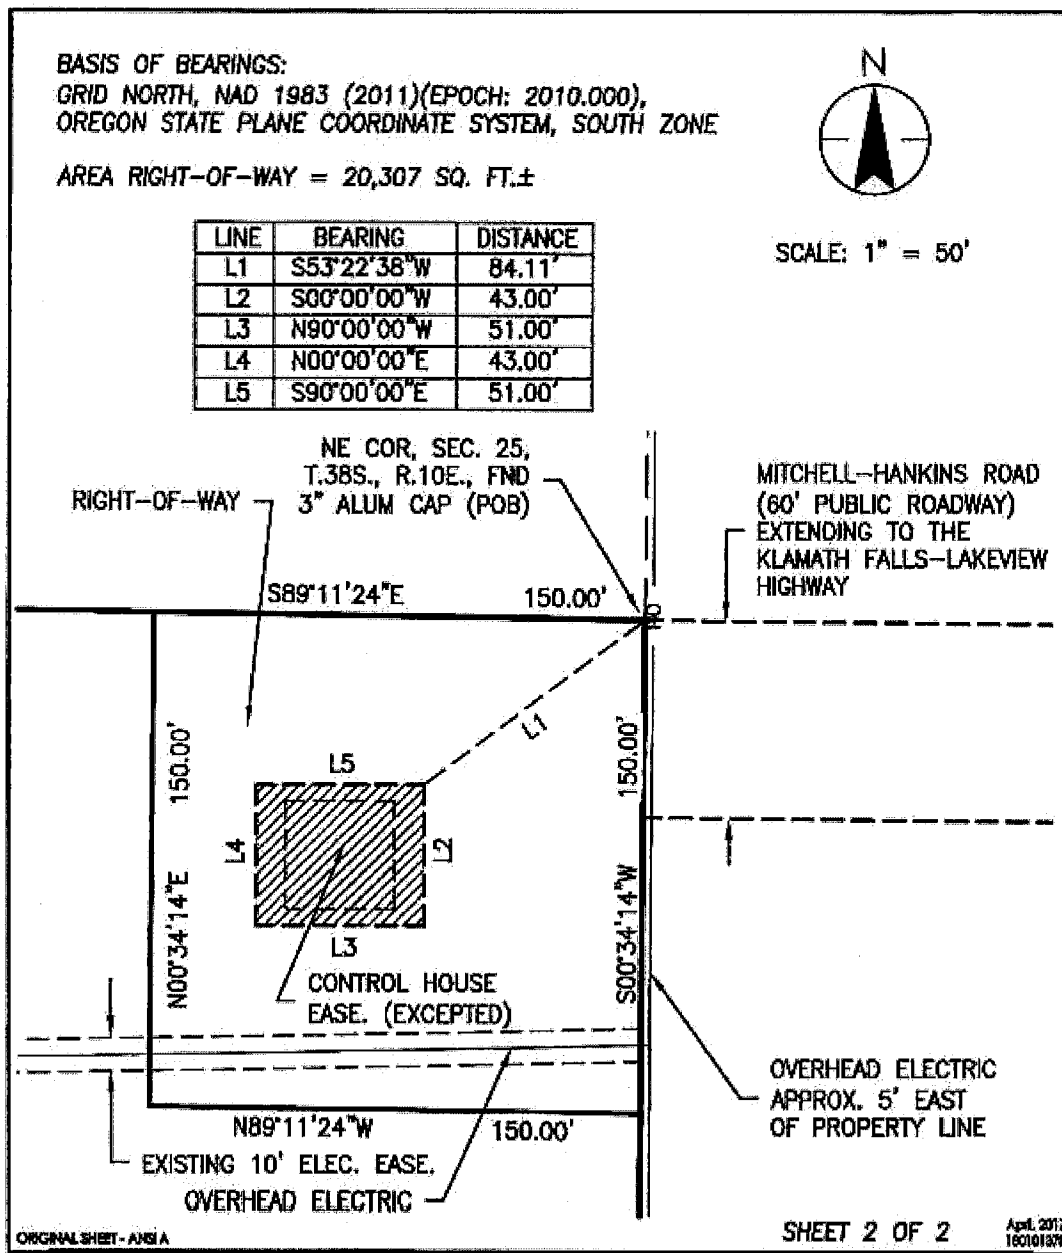 BASIS OF BEARINGS:
GRID NORTH, NAD 1983 (2011)(EPOCH: 2010.000),
OREGON STATE PLANE COORDINATE SYSTEM, SOUTH ZONE
AREA RIGHT-OF-WAY = 20,307 SQ. FT.±
N
SCALE: 1" = 50'
LINE BEARING DISTANCE
L1 S53°22'38"W 84.11'
L2 S00°00'00"W 43.00'
L3 N90°00'00"W 51.00'
L4 N00°00'00"E 43.00'
L5 S90°00'00"E 51.00'
NE COR, SEC. 25,
T.38S., R.10E., FND
3" ALUM CAP (POB)
RIGHT-OF-WAY
MITCHELL-HANKINS ROAD
(60' PUBLIC ROADWAY)
EXTENDING TO THE
KLAMATH FALLS-LAKEVIEW
HIGHWAY
S89°11'24"E 150.00'
L1
150.00'
N00°34'14"E
150.00'
S00°34'14"W
L5
L4
L2
L3
CONTROL HOUSE
EASE. (EXCEPTED)
OVERHEAD ELECTRIC
APPROX. 5' EAST
OF PROPERTY LINE
N89°11'24"W 150.00'
EXISTING 10' ELEC. EASE.
OVERHEAD ELECTRIC
ORIGINAL SHEET - ANSI A
SHEET 2 OF 2
April,